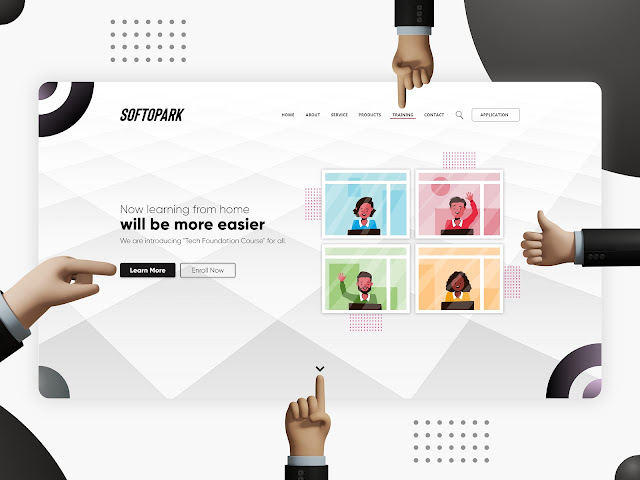 SOFTOPARK
HOME ABOUT SERVICE PRODUCTS TRAINING CONTACT APPLICATION
Now learning from home
will be more easier
We are introducing "Tech Foundation Course" for all.
Learn More Enroll Now